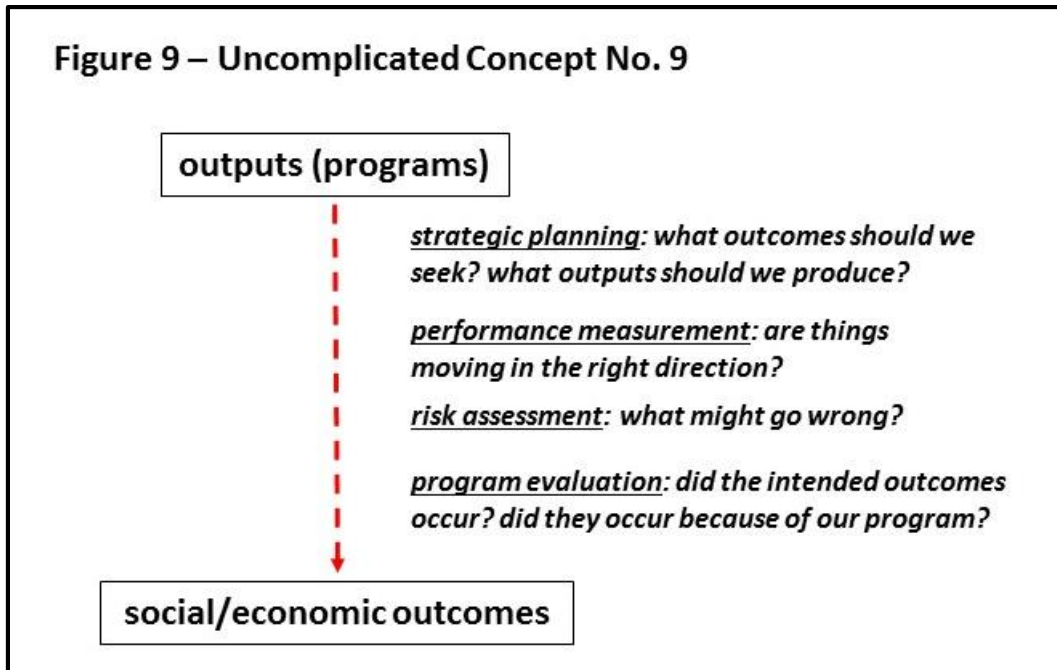 Figure 9 – Uncomplicated Concept No. 9
outputs (programs)
strategic planning: what outcomes should we
seek? what outputs should we produce?
performance measurement: are things
moving in the right direction?
risk assessment: what might go wrong?
program evaluation: did the intended outcomes
occur? did they occur because of our program?
social/economic outcomes